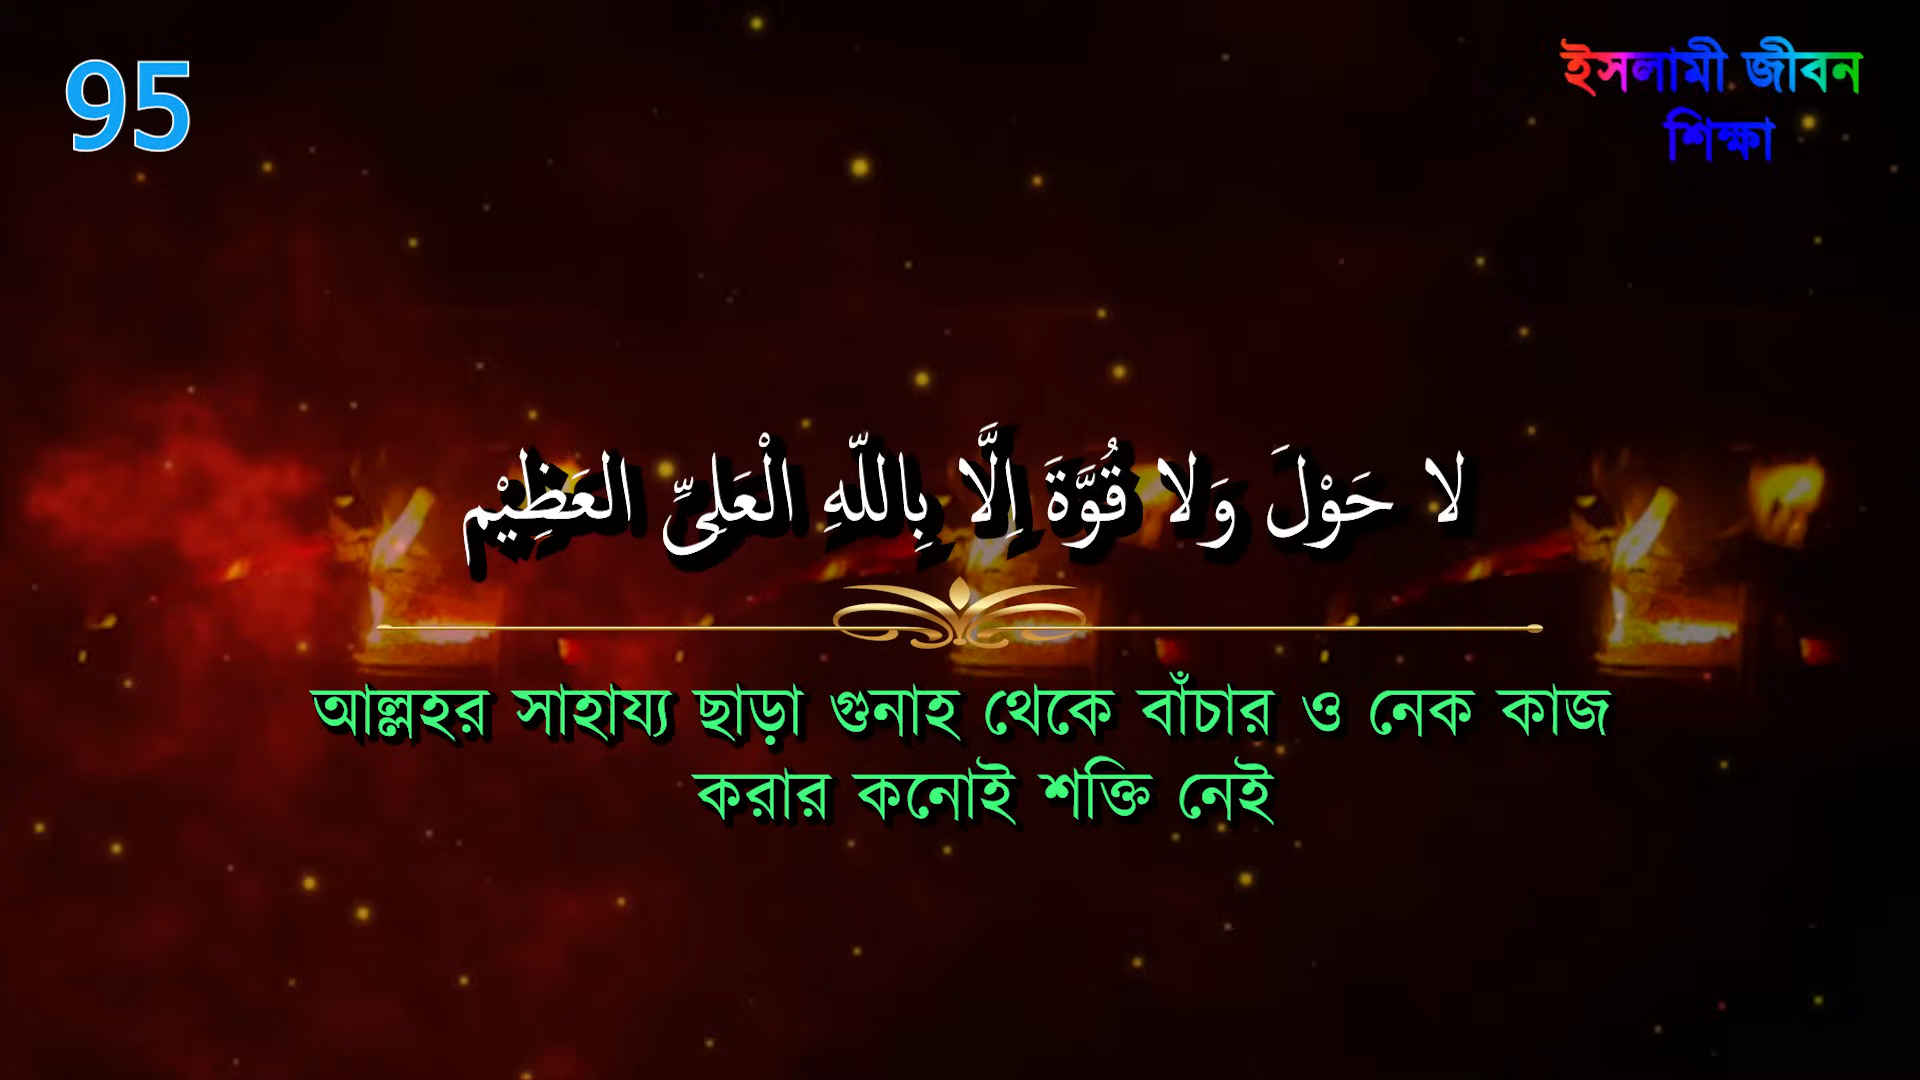 95
ইসলামী জীবন
শিক্ষা
لا حَوْلَ وَلا قُوَّةَ اِلَّا بِاللّٰهِ الْعَلِىِّ العَظِيْم
আল্লহর সাহায্য ছাড়া গুনাহ থেকে বাঁচার ও নেক কাজ
করার কনোই শক্তি নেই